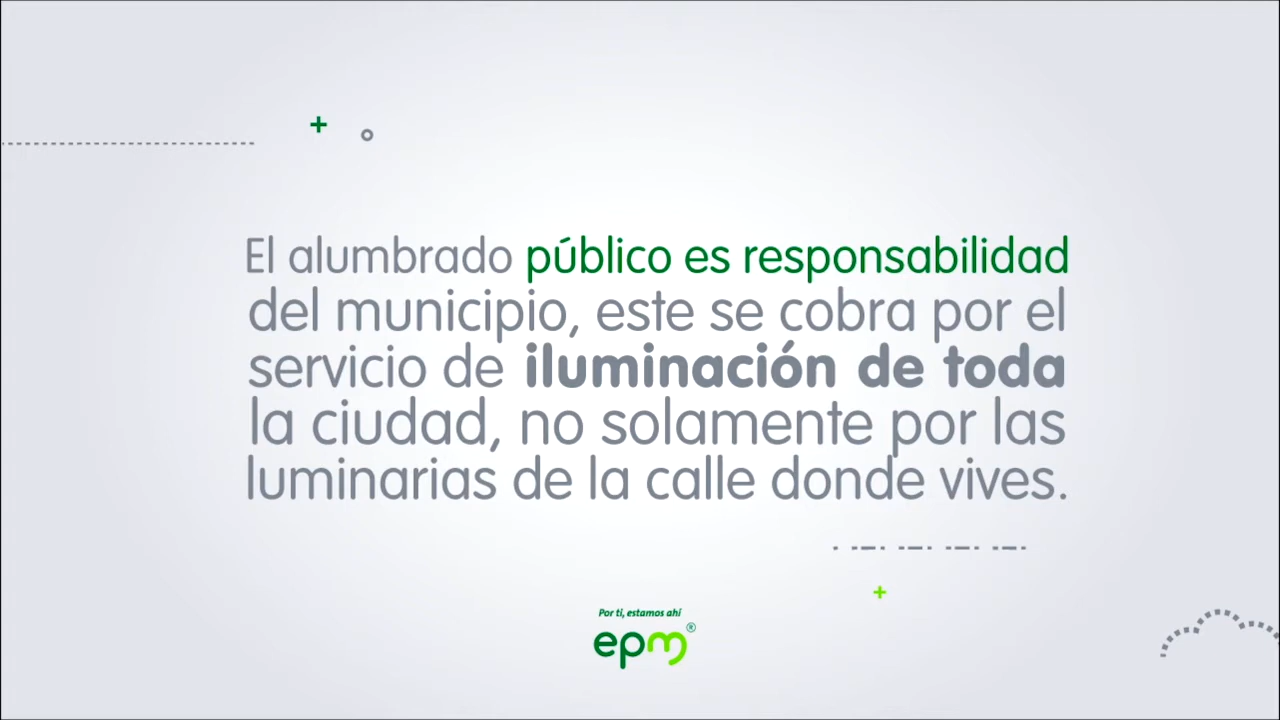 El alumbrado público es responsabilidad
del municipio, este se cobra por el
servicio de iluminación de toda
la ciudad, no solamente por las
luminarias de la calle donde vives.
Por ti, estamos ahí
epm®